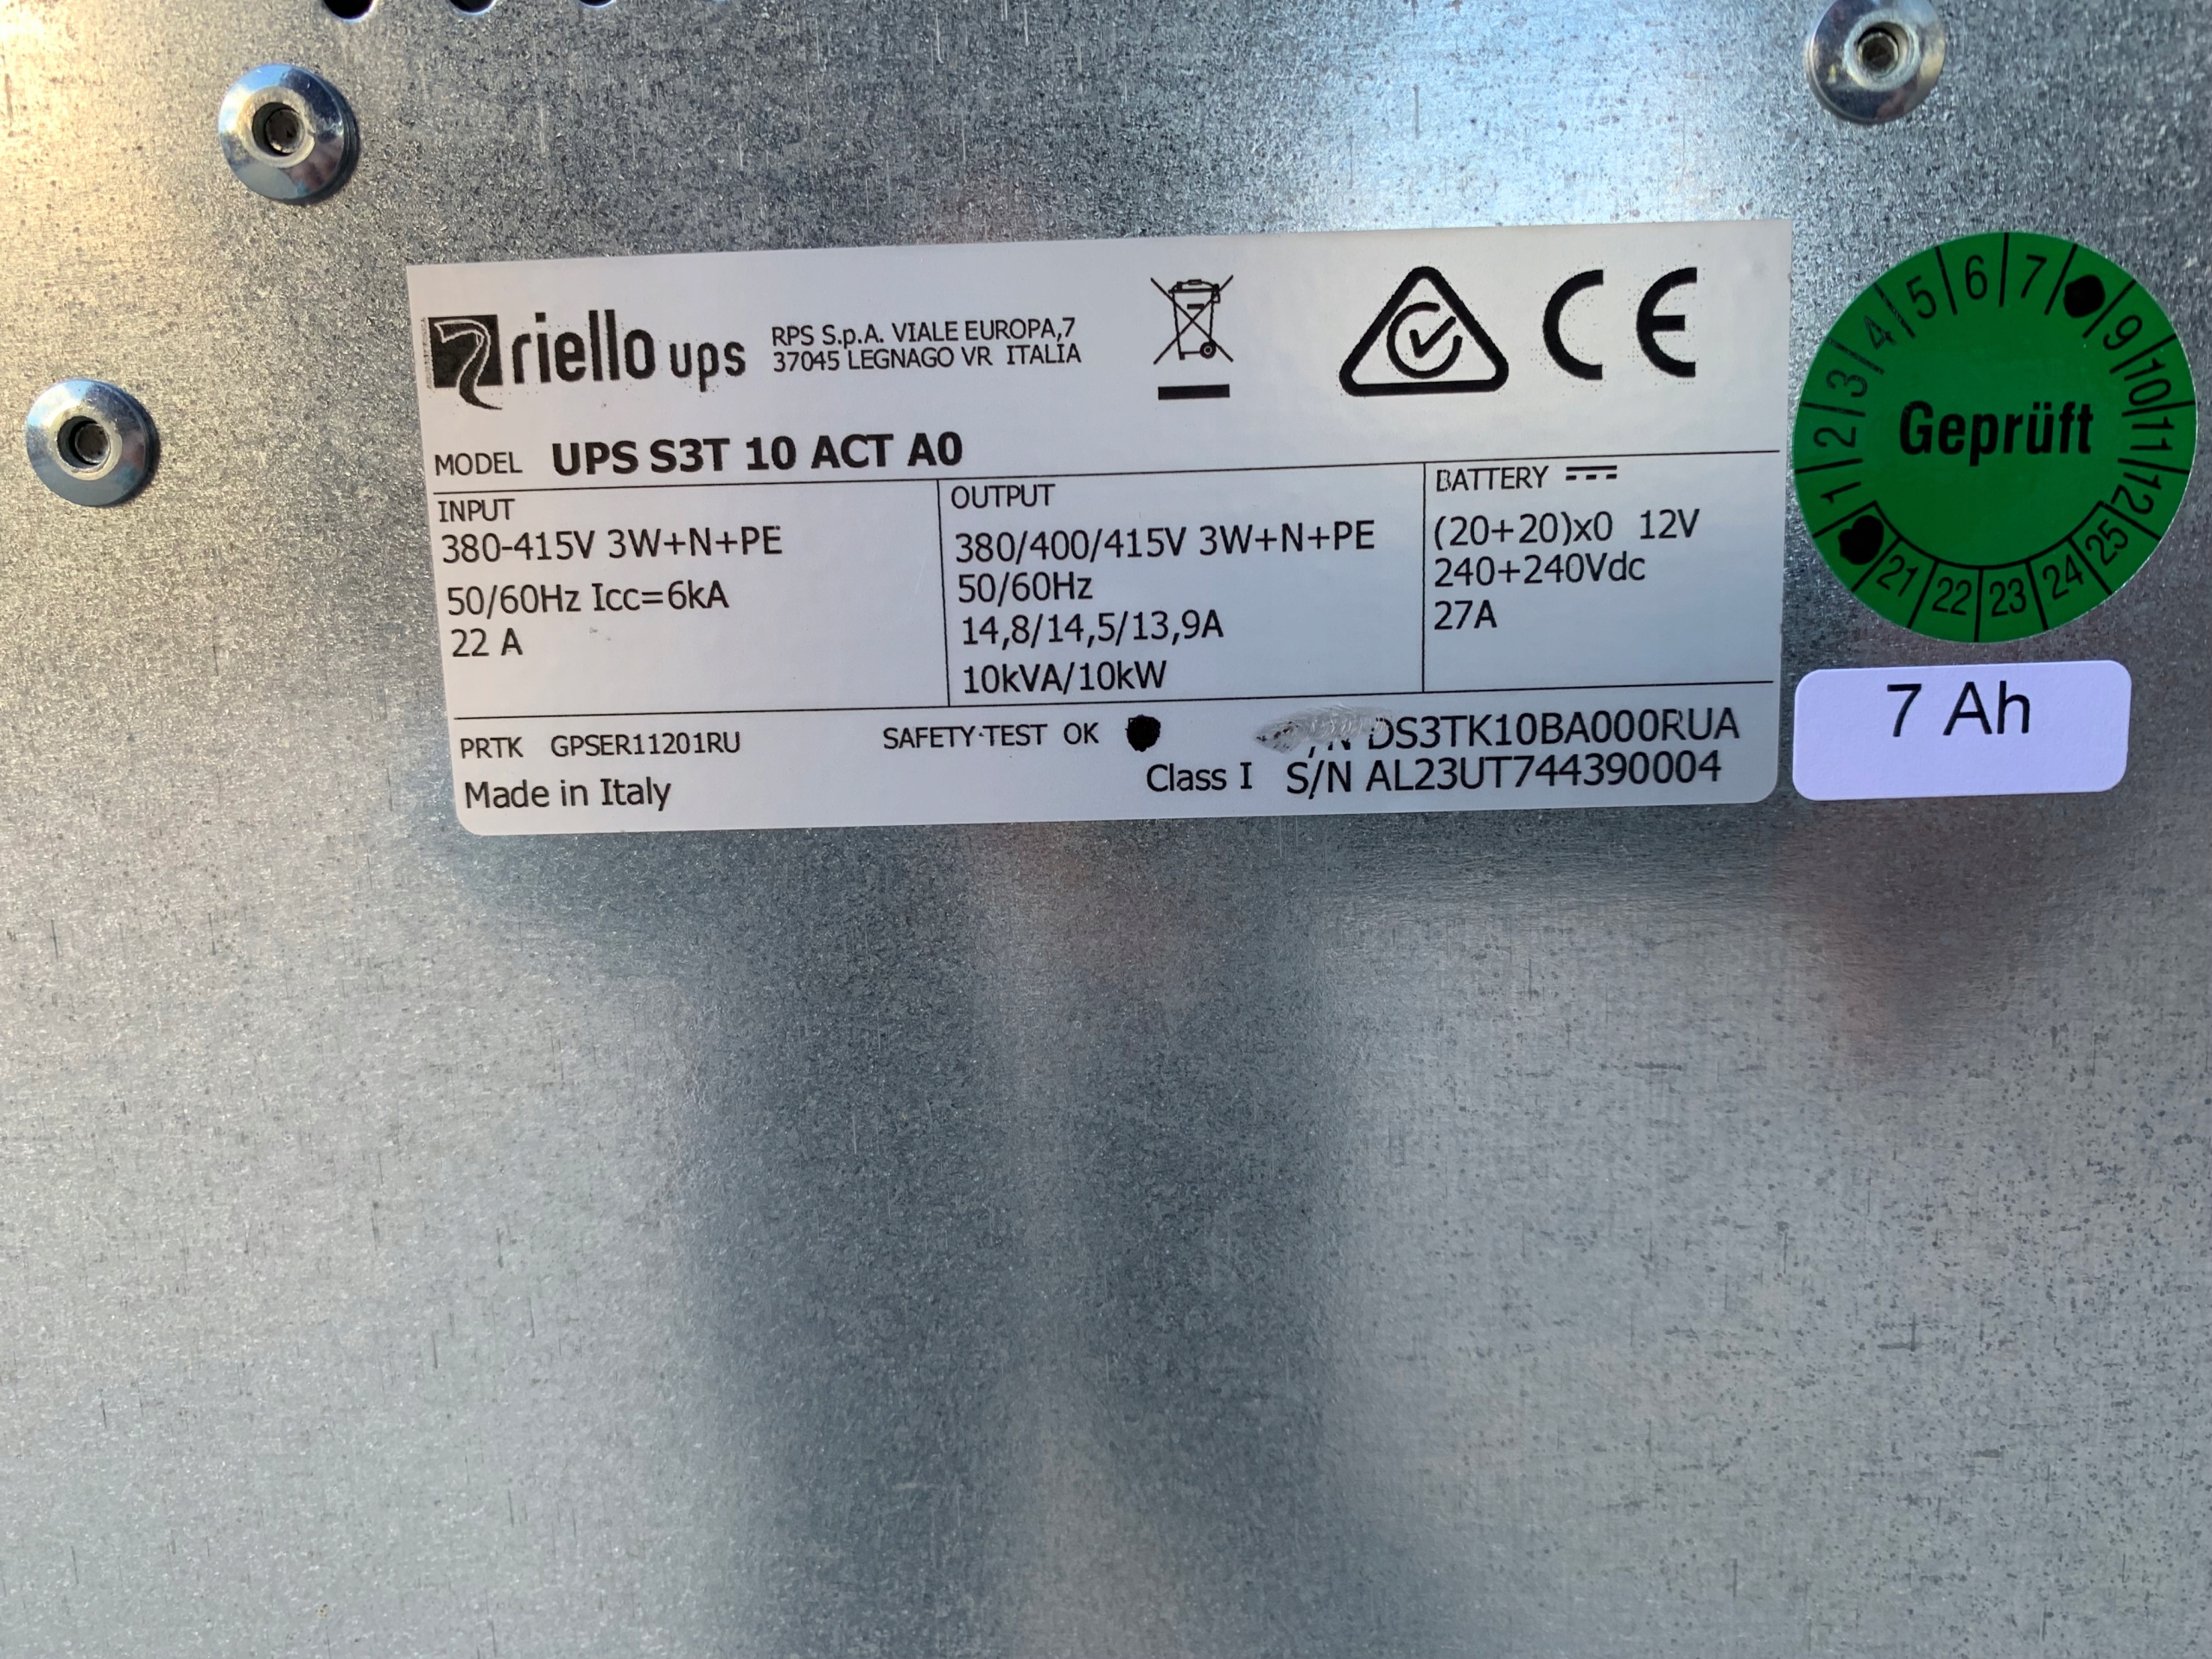 riello ups
RPS S.p.A. VIALE EUROPA,7
37045 LEGNAGO VR ITALIA
CE
MODEL UPS S3T 10 ACT A0
INPUT
380-415V 3W+N+PE
50/60Hz Icc=6kA
22 A
OUTPUT
380/400/415V 3W+N+PE
50/60Hz
14,8/14,5/13,9A
10kVA/10kW
BATTERY
(20+20)x0 12V
240+240Vdc
27A
PRTK GPSER11201RU
Made in Italy
SAFETY-TEST OK
/N DS3TK10BA000RUA
Class I S/N AL23UT744390004
1 2 3 4 5 6 7 9 10 11 12
Geprüft
21 22 23 24 25
7 Ah